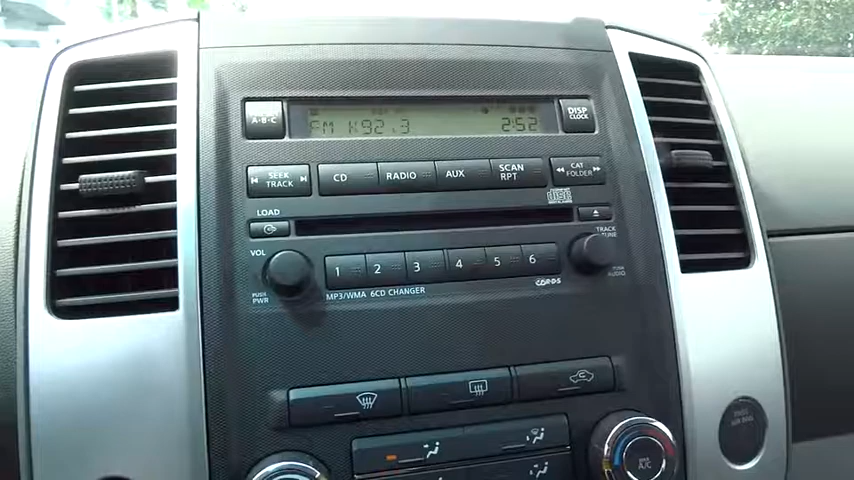 A·B·C
FM K92.3
2:52
DISP
CLOCK
SEEK
TRACK
CD
RADIO
AUX
SCAN
RPT
CAT
FOLDER
LOAD
VOL
TRACK
TUNE
1 2 3 4 5 6
PUSH
PWR
MP3/WMA 6CD CHANGER
PUSH
AUDIO
A/C